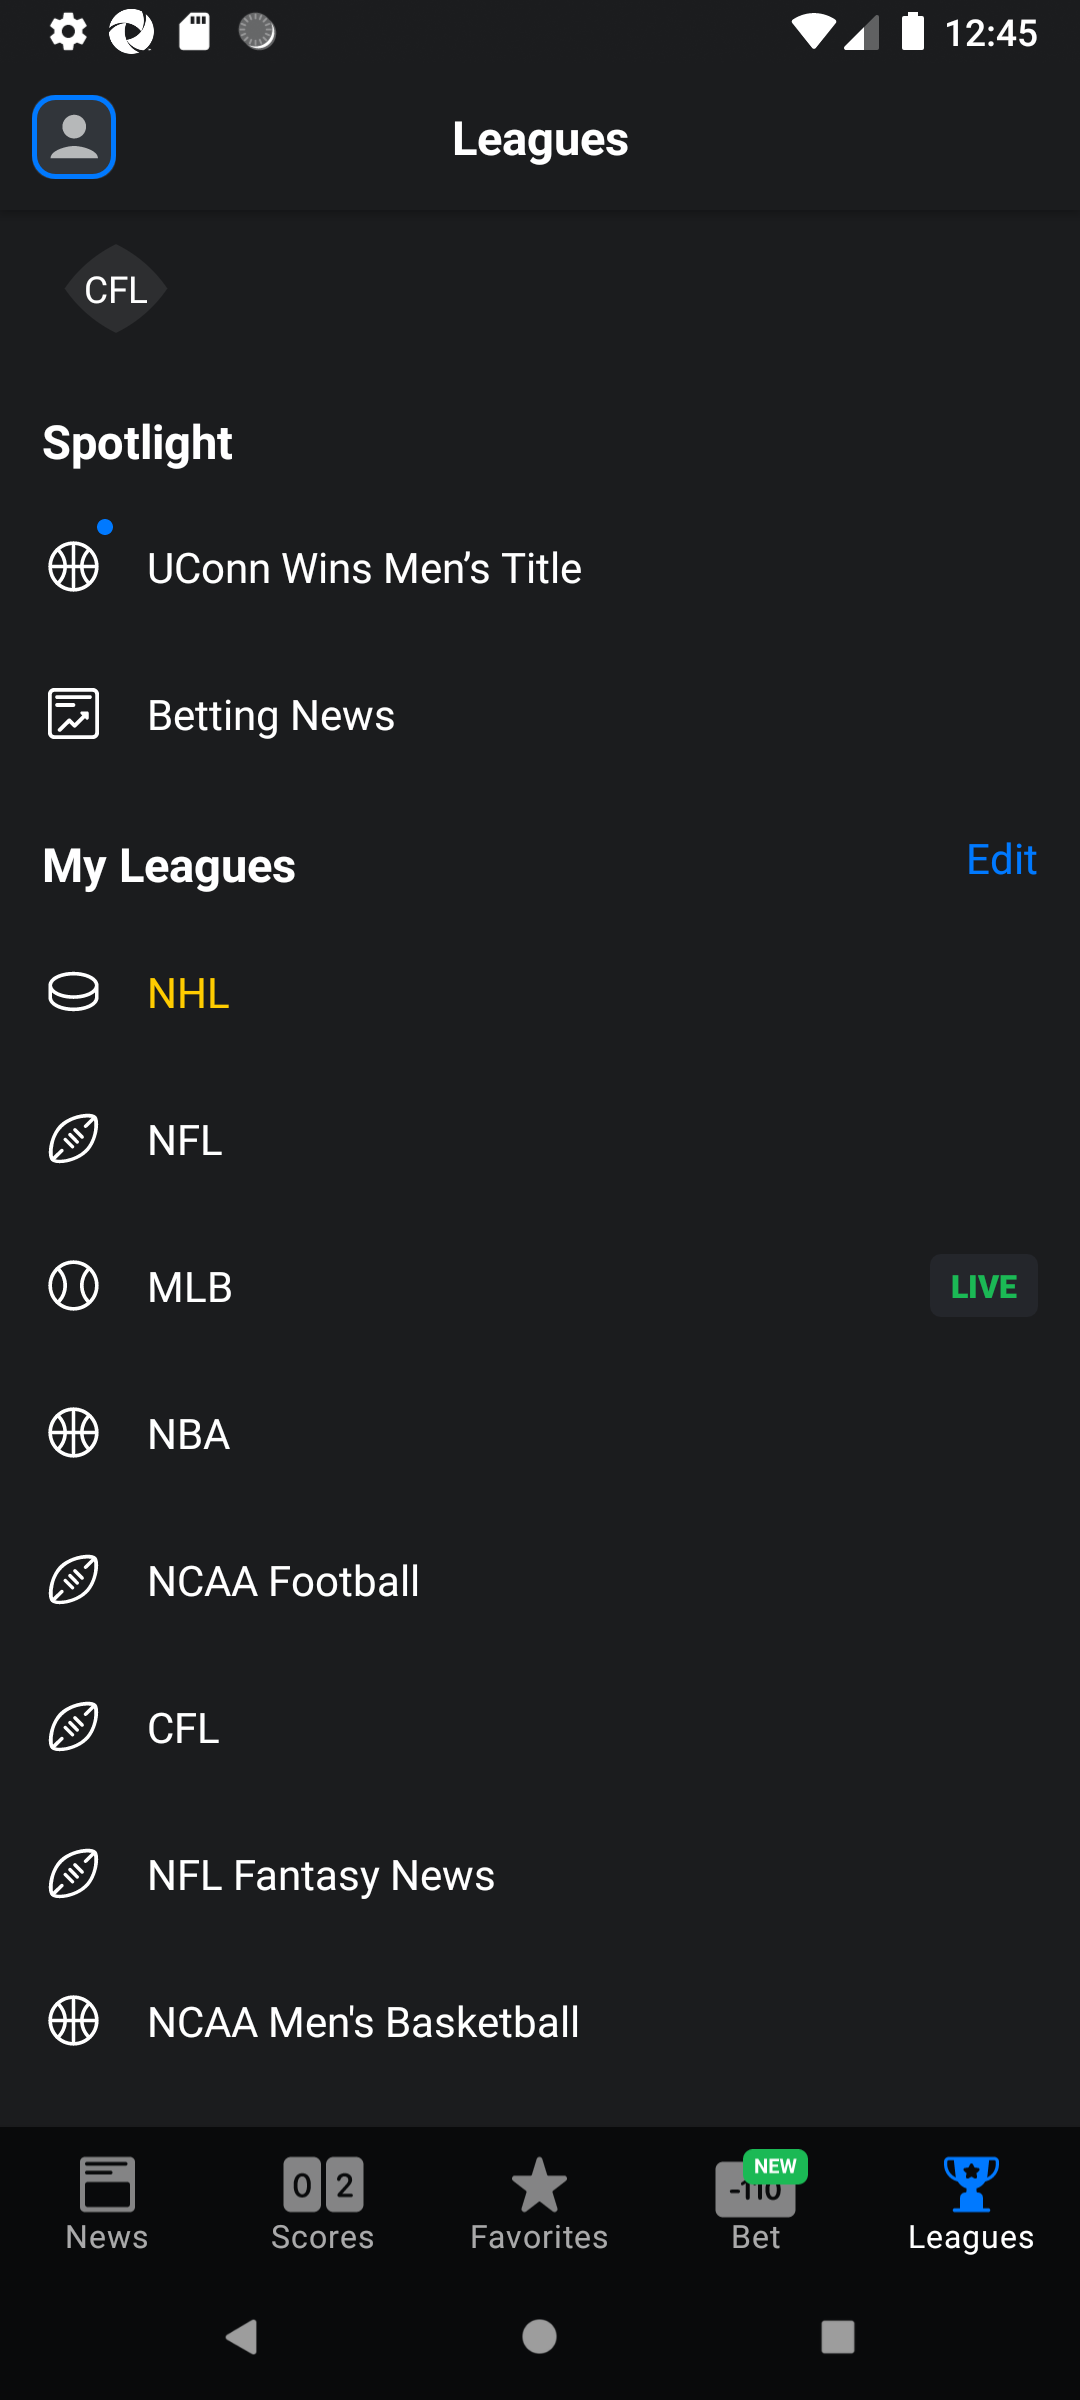 12:45
Leagues
CFL
Spotlight
UConn Wins Men’s Title
Betting News
My Leagues
Edit
NHL
NFL
MLB
LIVE
NBA
NCAA Football
CFL
NFL Fantasy News
NCAA Men's Basketball
0 2
NEW
-110
News
Scores
Favorites
Bet
Leagues